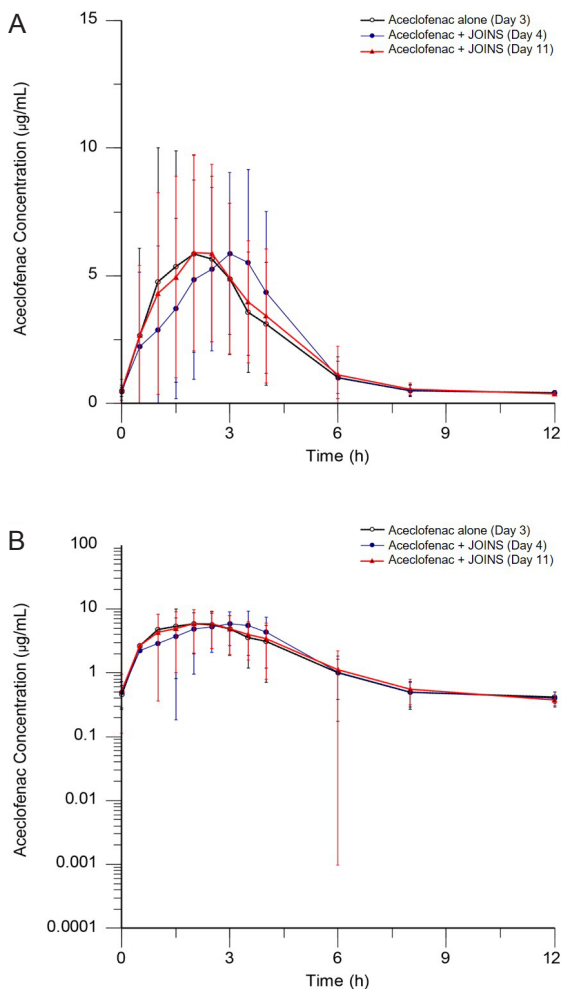 A
Aceclofenac alone (Day 3)
Aceclofenac + JOINS (Day 4)
Aceclofenac + JOINS (Day 11)
Aceclofenac Concentration (μg/mL)
15
10
5
0
0 3 6 9 12
Time (h)
B
Aceclofenac alone (Day 3)
Aceclofenac + JOINS (Day 4)
Aceclofenac + JOINS (Day 11)
Aceclofenac Concentration (μg/mL)
100
10
1
0.1
0.01
0.001
0.0001
0 3 6 9 12
Time (h)